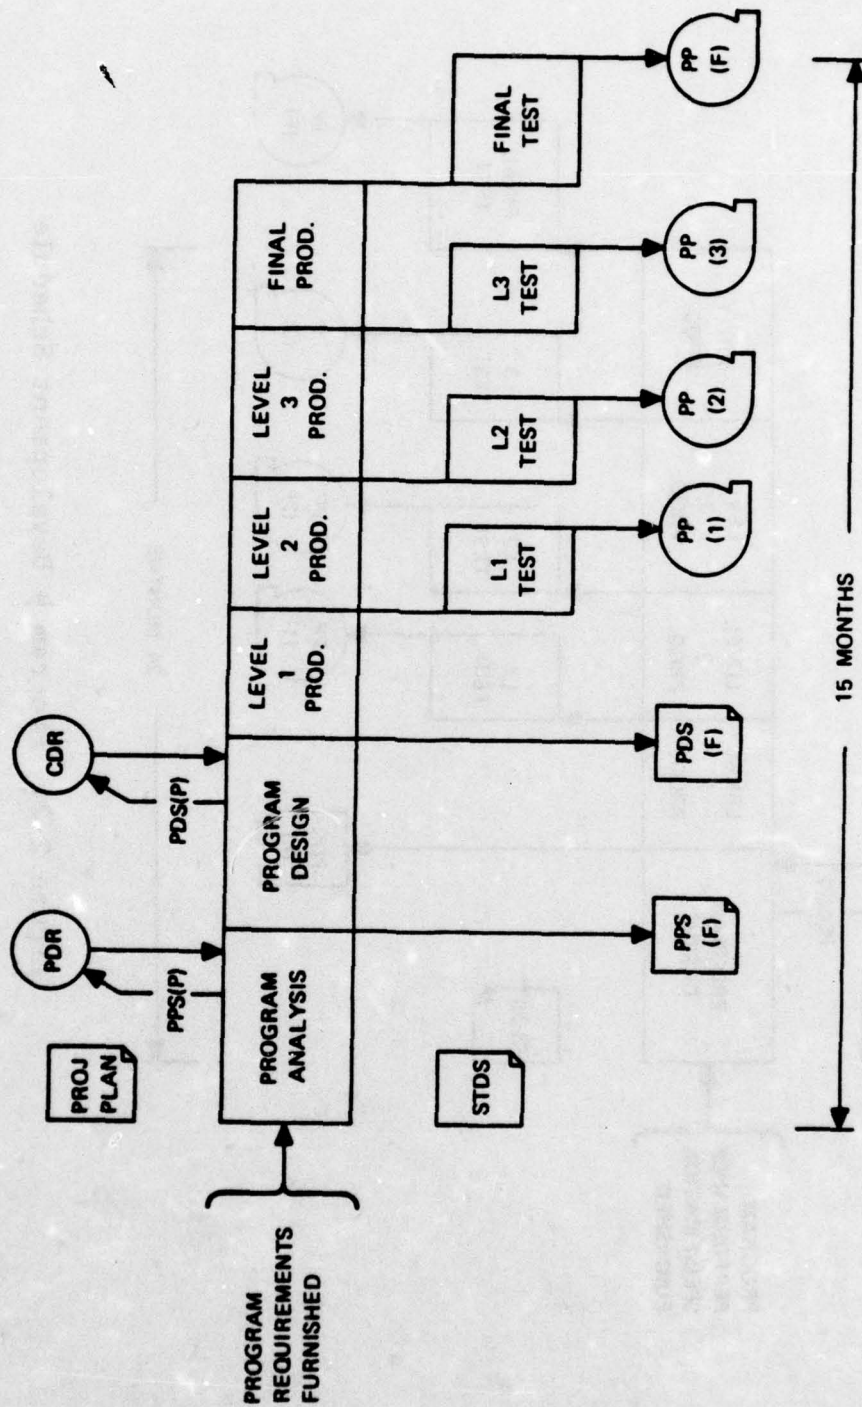 PROJ
PLAN
PDR
CDR
PPS(P)
PDS(P)
PROGRAM
REQUIREMENTS
FURNISHED
PROGRAM
ANALYSIS
PROGRAM
DESIGN
LEVEL
1
PROD.
LEVEL
2
PROD.
LEVEL
3
PROD.
FINAL
PROD.
STDS
L1
TEST
L2
TEST
L3
TEST
FINAL
TEST
PPS
(F)
PDS
(F)
PP
(1)
PP
(2)
PP
(3)
PP
(F)
15 MONTHS